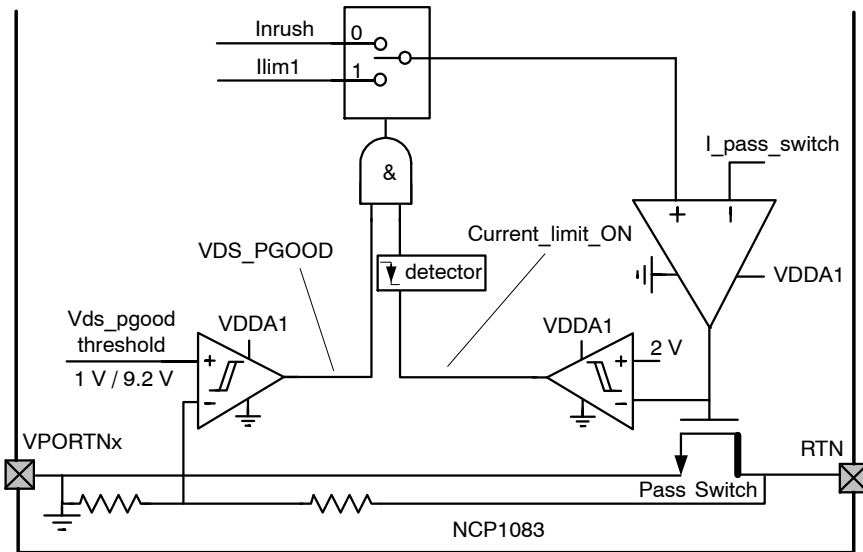 Inrush
0
Ilim1
1
I_pass_switch
&
+
–
Current_limit_ON
VDS_PGOOD
detector
VDDA1
Vds_pgood
threshold
1 V / 9.2 V
VDDA1
+
–
VDDA1
2 V
+
–
VPORTNx
RTN
Pass Switch
NCP1083